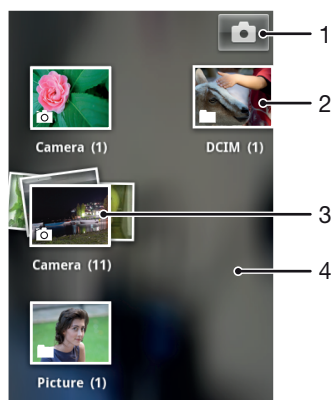 1
2
Camera (1)
DCIM (1)
3
Camera (11)
4
Picture (1)